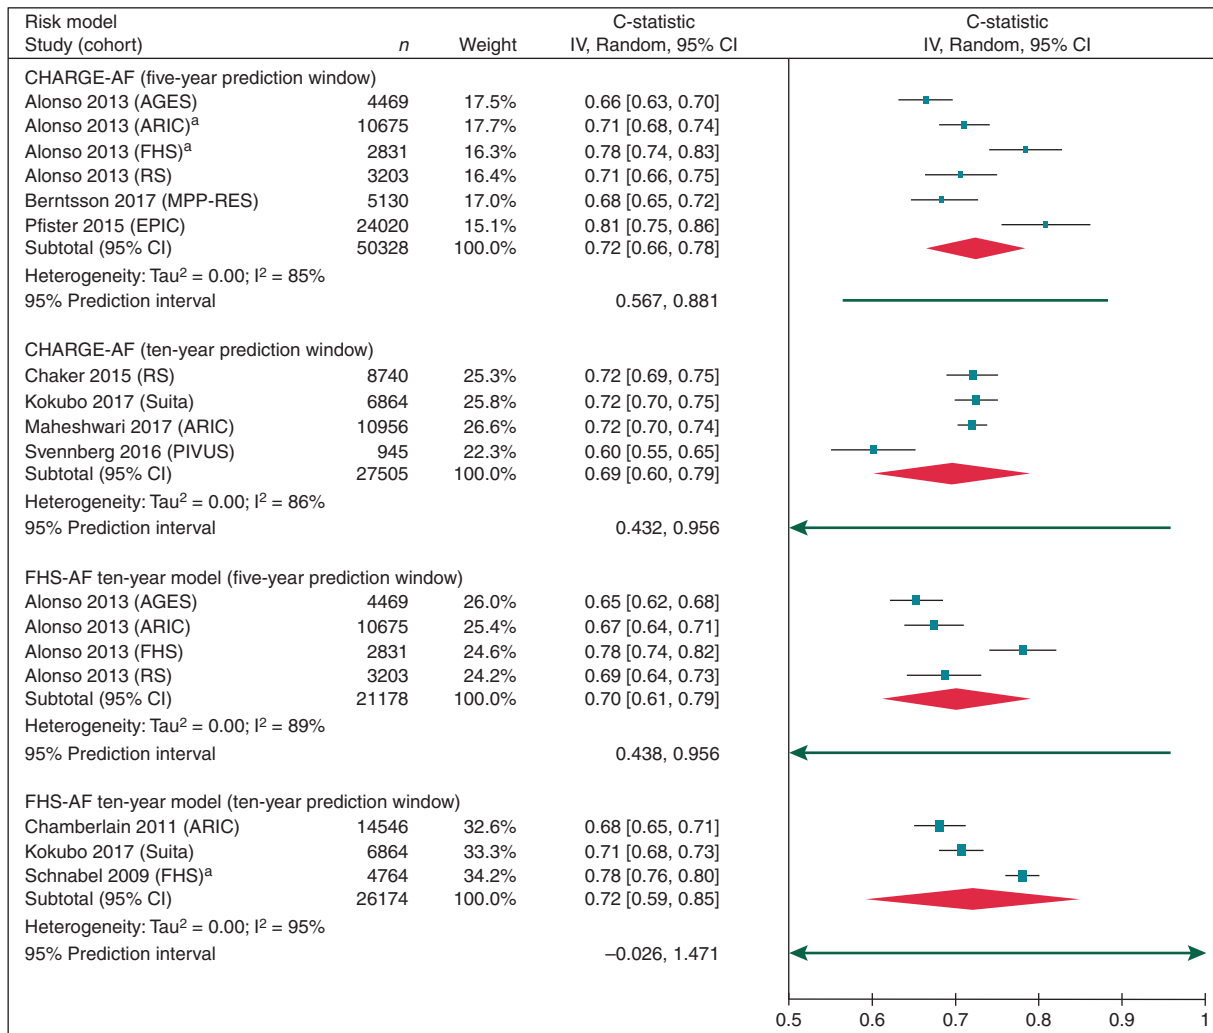 Risk model C-statistic C-statistic
Study (cohort) n Weight IV, Random, 95% CI IV, Random, 95% CI
CHARGE-AF (five-year prediction window)
Alonso 2013 (AGES) 4469 17.5% 0.66 [0.63, 0.70]
Alonso 2013 (ARIC)ᵃ 10675 17.7% 0.71 [0.68, 0.74]
Alonso 2013 (FHS)ᵃ 2831 16.3% 0.78 [0.74, 0.83]
Alonso 2013 (RS) 3203 16.4% 0.71 [0.66, 0.75]
Berntsson 2017 (MPP-RES) 5130 17.0% 0.68 [0.65, 0.72]
Pfister 2015 (EPIC) 24020 15.1% 0.81 [0.75, 0.86]
Subtotal (95% CI) 50328 100.0% 0.72 [0.66, 0.78]
Heterogeneity: Tau² = 0.00; I² = 85%
95% Prediction interval 0.567, 0.881
CHARGE-AF (ten-year prediction window)
Chaker 2015 (RS) 8740 25.3% 0.72 [0.69, 0.75]
Kokubo 2017 (Suita) 6864 25.8% 0.72 [0.70, 0.75]
Maheshwari 2017 (ARIC) 10956 26.6% 0.72 [0.70, 0.74]
Svennberg 2016 (PIVUS) 945 22.3% 0.60 [0.55, 0.65]
Subtotal (95% CI) 27505 100.0% 0.69 [0.60, 0.79]
Heterogeneity: Tau² = 0.00; I² = 86%
95% Prediction interval 0.432, 0.956
FHS-AF ten-year model (five-year prediction window)
Alonso 2013 (AGES) 4469 26.0% 0.65 [0.62, 0.68]
Alonso 2013 (ARIC) 10675 25.4% 0.67 [0.64, 0.71]
Alonso 2013 (FHS) 2831 24.6% 0.78 [0.74, 0.82]
Alonso 2013 (RS) 3203 24.2% 0.69 [0.64, 0.73]
Subtotal (95% CI) 21178 100.0% 0.70 [0.61, 0.79]
Heterogeneity: Tau² = 0.00; I² = 89%
95% Prediction interval 0.438, 0.956
FHS-AF ten-year model (ten-year prediction window)
Chamberlain 2011 (ARIC) 14546 32.6% 0.68 [0.65, 0.71]
Kokubo 2017 (Suita) 6864 33.3% 0.71 [0.68, 0.73]
Schnabel 2009 (FHS)ᵃ 4764 34.2% 0.78 [0.76, 0.80]
Subtotal (95% CI) 26174 100.0% 0.72 [0.59, 0.85]
Heterogeneity: Tau² = 0.00; I² = 95%
95% Prediction interval –0.026, 1.471
0.5 0.6 0.7 0.8 0.9 1